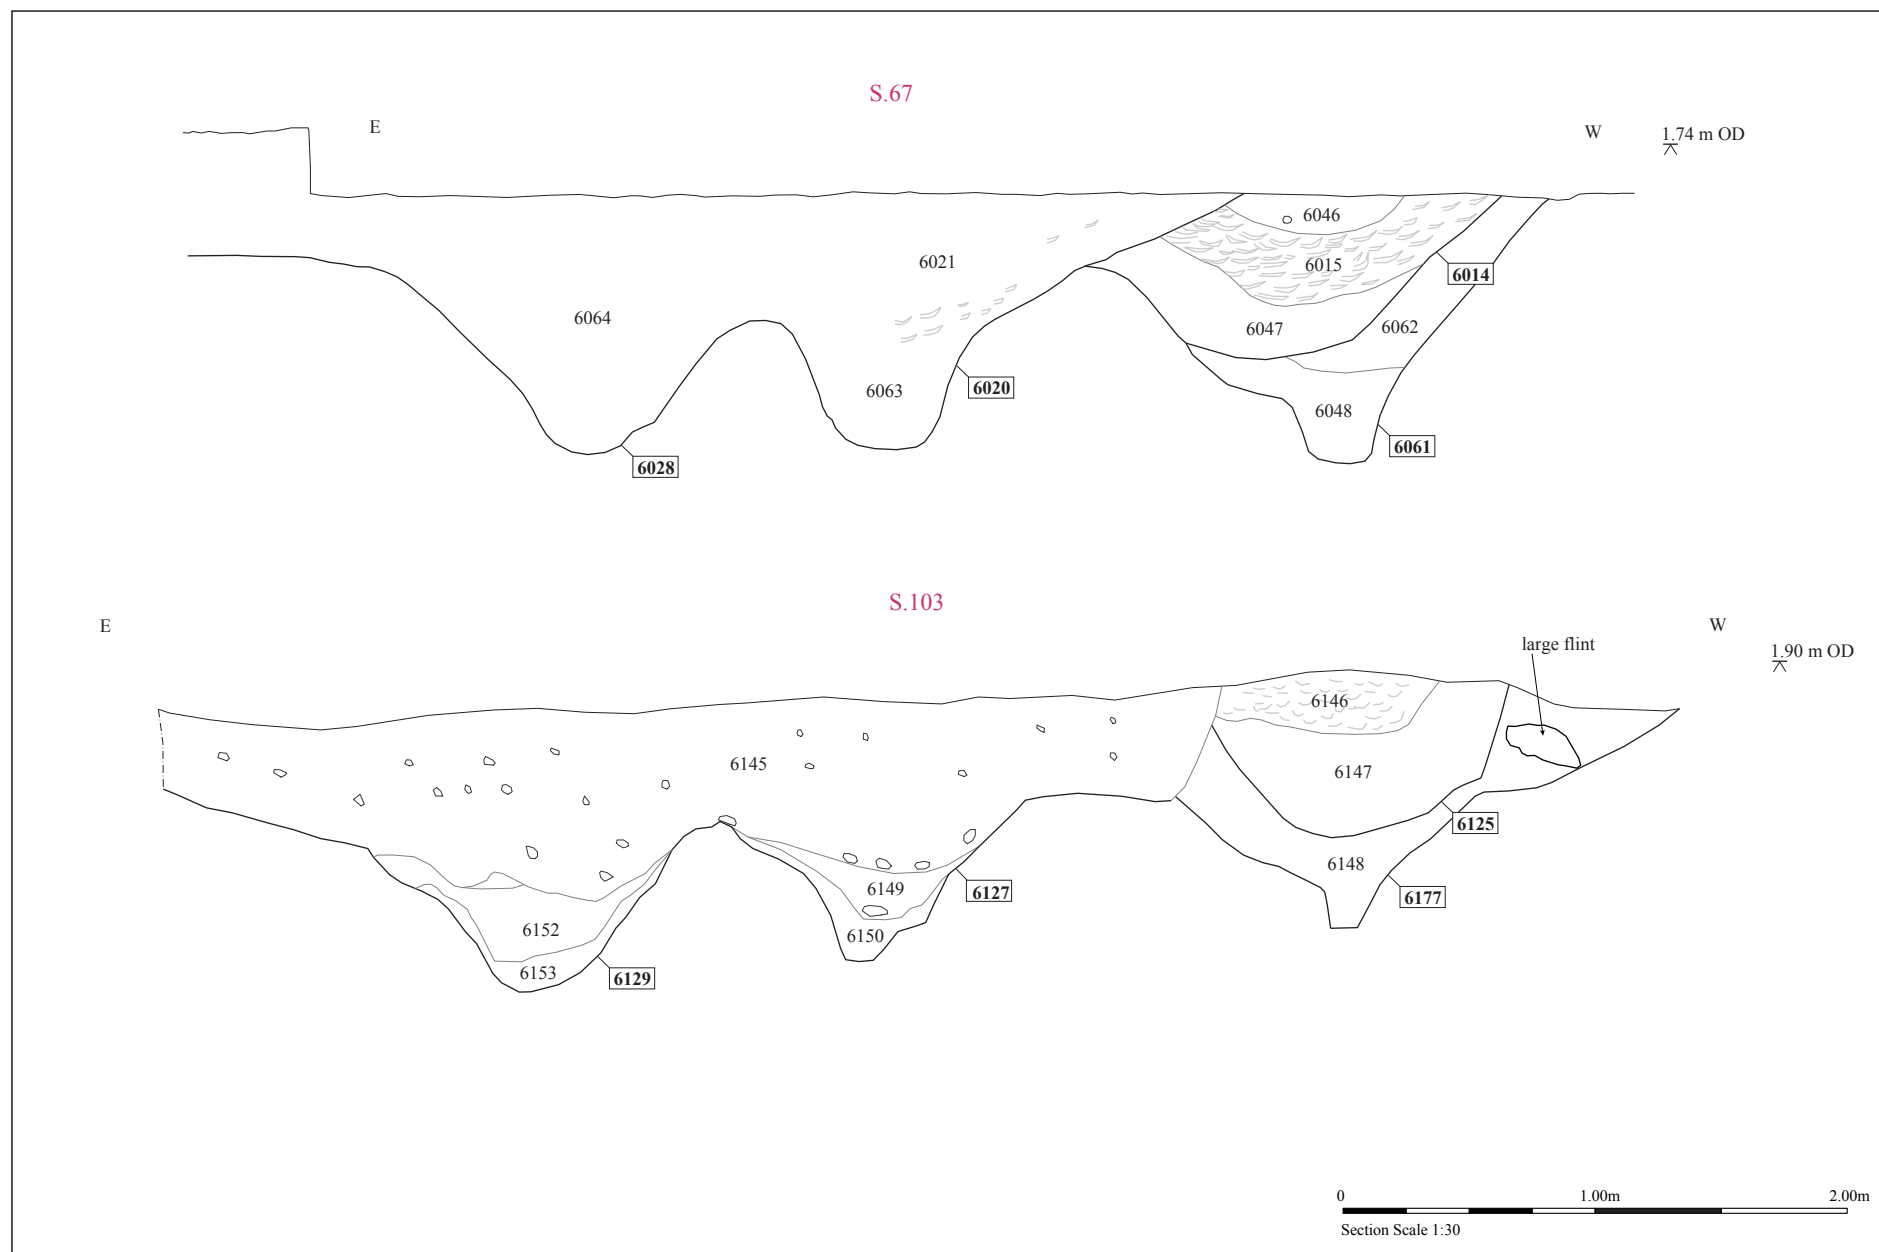 S.67
E
W
1.74 m OD
6046
6021
6015
6014
6064
6047
6062
6063
6020
6048
6061
6028
S.103
E
W
large flint
1.90 m OD
6146
6145
6147
6125
6148
6149
6127
6177
6152
6150
6153
6129
0 1.00m 2.00m
Section Scale 1:30